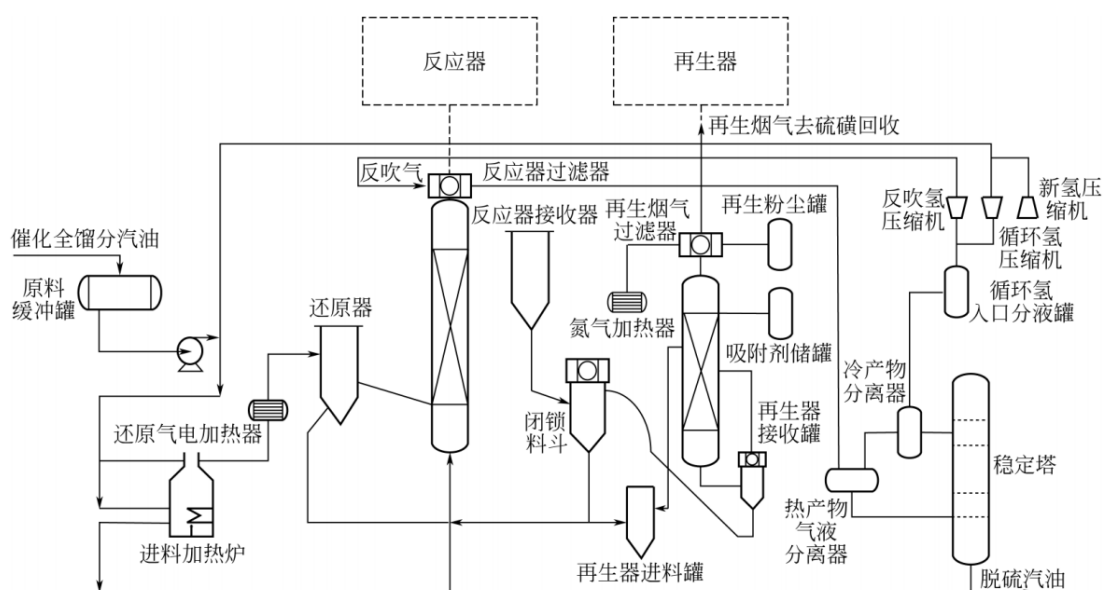 反应器
再生器
再生烟气去硫磺回收
反吹气
反应器过滤器
反应器接收器
再生烟气
过滤器
再生粉尘罐
反吹氢
压缩机
新氢压
缩机
循环氢
压缩机
催化全馏分汽油
原料
缓冲罐
还原器
氮气加热器
吸附剂储罐
循环氢
入口分液罐
冷产物
分离器
还原气电加热器
闭锁
料斗
再生器
接收罐
稳定塔
热产物
气液
分离器
进料加热炉
再生器进料罐
脱硫汽油